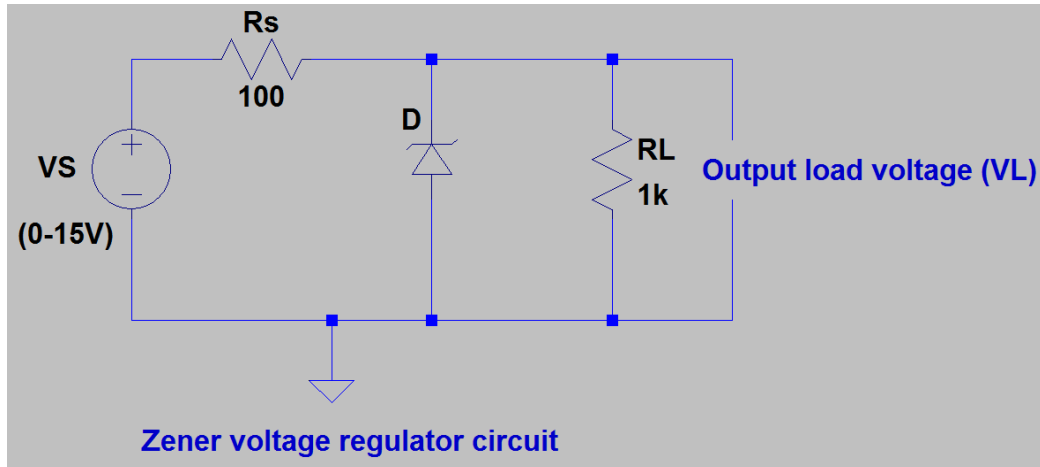 Rs
100
D
VS
(0-15V)
RL
1k
Output load voltage (VL)
Zener voltage regulator circuit